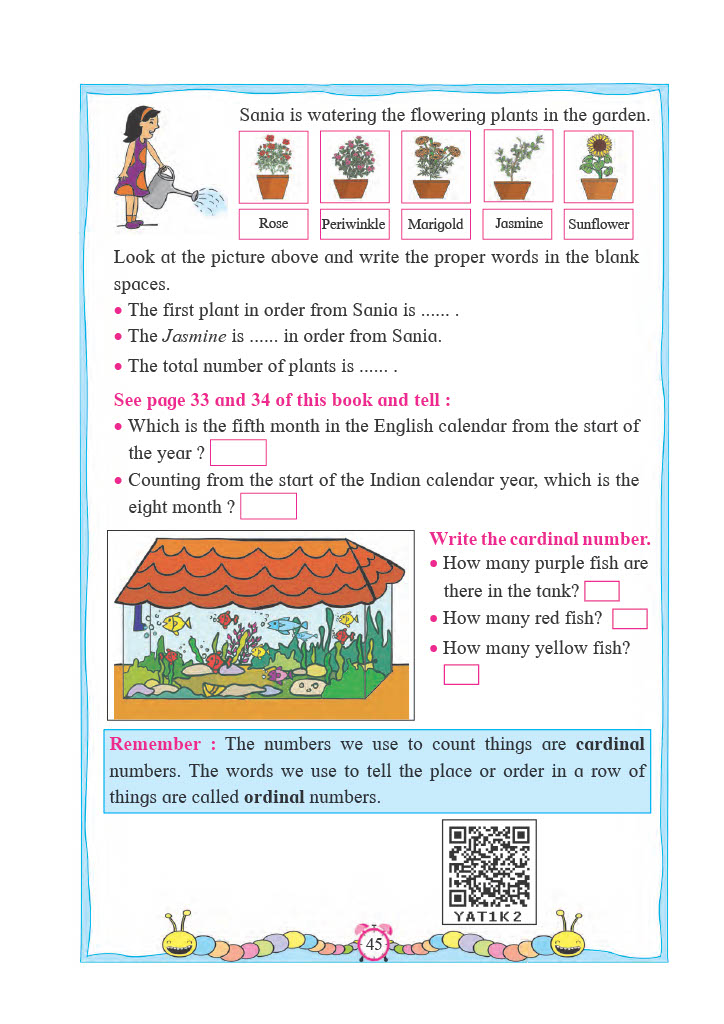 Sania is watering the flowering plants in the garden.
Rose
Periwinkle
Marigold
Jasmine
Sunflower
Look at the picture above and write the proper words in the blank
spaces.
• The first plant in order from Sania is ...... .
• The Jasmine is ...... in order from Sania.
• The total number of plants is ...... .
See page 33 and 34 of this book and tell :
• Which is the fifth month in the English calendar from the start of
the year ?
• Counting from the start of the Indian calendar year, which is the
eight month ?
Write the cardinal number.
• How many purple fish are
there in the tank?
• How many red fish?
• How many yellow fish?
Remember : The numbers we use to count things are cardinal
numbers. The words we use to tell the place or order in a row of
things are called ordinal numbers.
YAT1K2
45